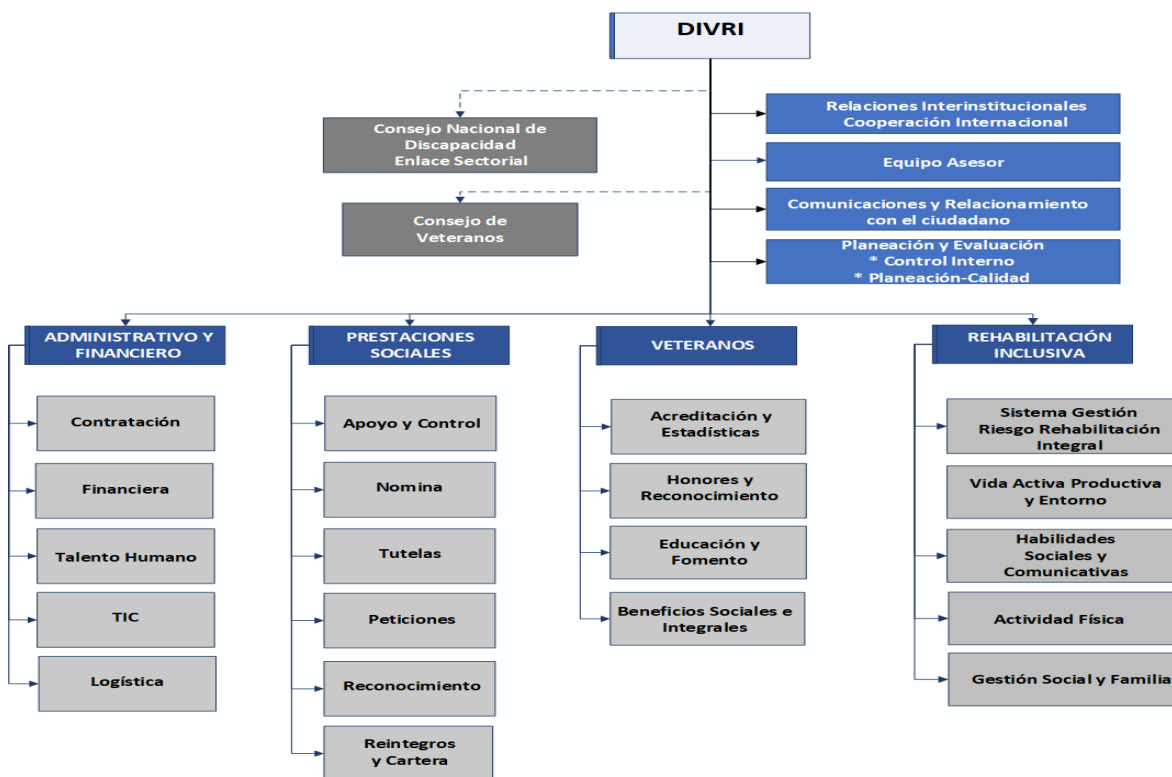 DIVRI
Consejo Nacional de
Discapacidad
Enlace Sectorial
Consejo de
Veteranos
Relaciones Interinstitucionales
Cooperación Internacional
Equipo Asesor
Comunicaciones y Relacionamiento
con el ciudadano
Planeación y Evaluación
* Control Interno
* Planeación-Calidad
ADMINISTRATIVO Y
FINANCIERO
Contratación
Financiera
Talento Humano
TIC
Logística
PRESTACIONES
SOCIALES
Apoyo y Control
Nomina
Tutelas
Peticiones
Reconocimiento
Reintegros
y Cartera
VETERANOS
Acreditación y
Estadísticas
Honores y
Reconocimiento
Educación y
Fomento
Beneficios Sociales e
Integrales
REHABILITACIÓN
INCLUSIVA
Sistema Gestión
Riesgo Rehabilitación
Integral
Vida Activa Productiva
y Entorno
Habilidades
Sociales y
Comunicativas
Actividad Física
Gestión Social y Familia